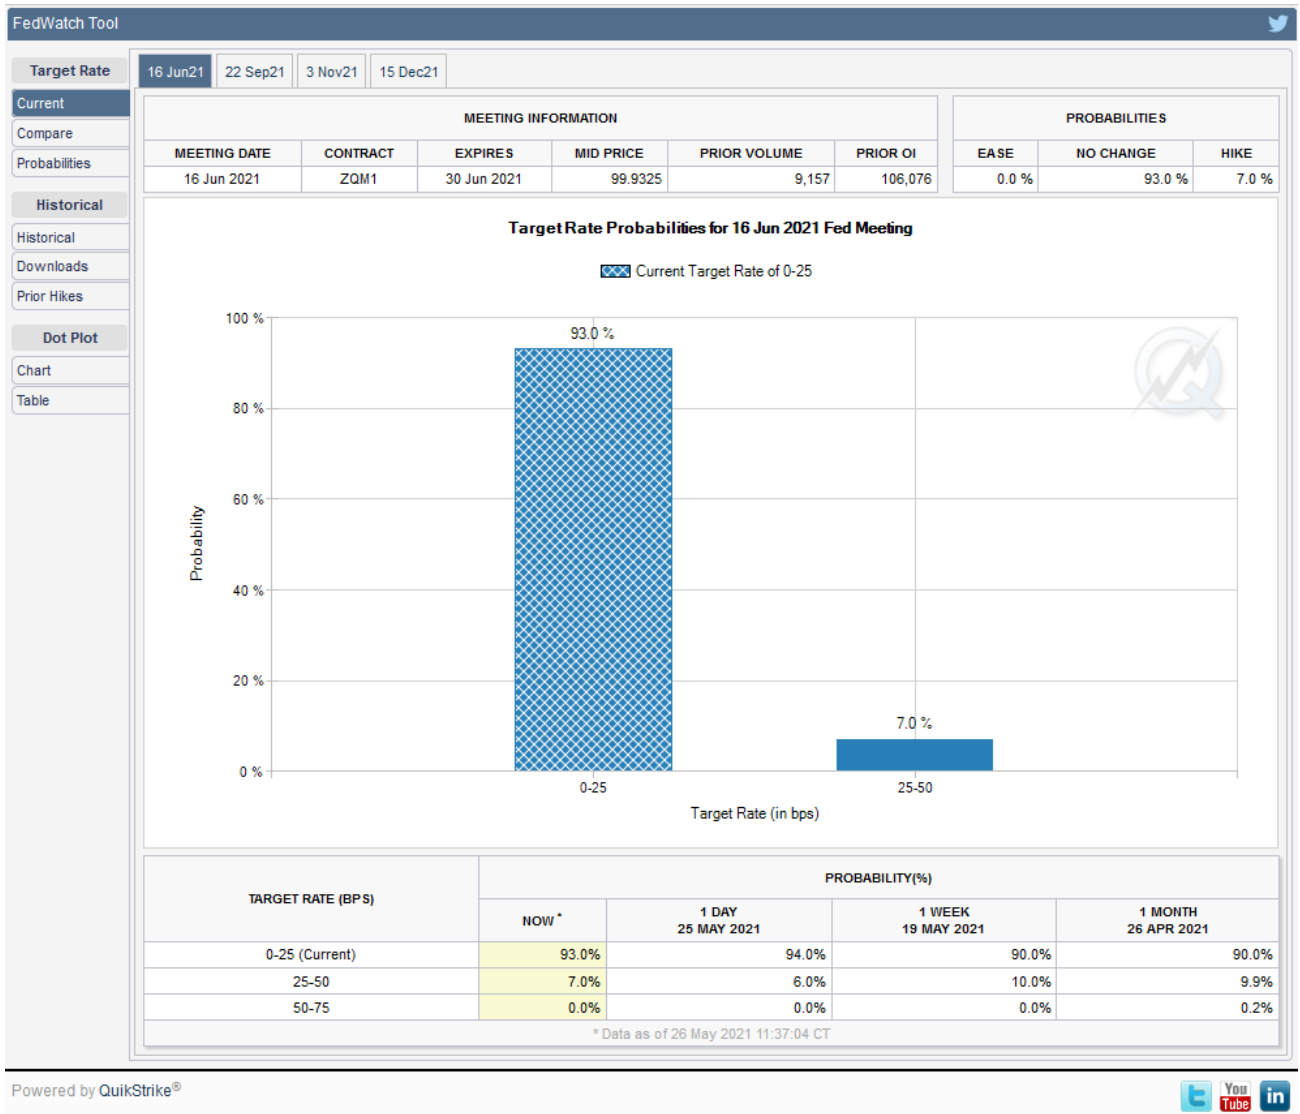 FedWatch Tool
Target Rate
Current
Compare
Probabilities
Historical
Historical
Downloads
Prior Hikes
Dot Plot
Chart
Table
16 Jun21 22 Sep21 3 Nov21 15 Dec21
MEETING INFORMATION
MEETING DATE CONTRACT EXPIRES MID PRICE PRIOR VOLUME PRIOR OI
16 Jun 2021 ZQM1 30 Jun 2021 99.9325 9,157 106,076
PROBABILITIES
EASE NO CHANGE HIKE
0.0 % 93.0 % 7.0 %
Target Rate Probabilities for 16 Jun 2021 Fed Meeting
Current Target Rate of 0-25
100 %
80 %
60 %
40 %
20 %
0 %
Probability
93.0 %
7.0 %
0-25 25-50
Target Rate (in bps)
TARGET RATE (BPS) PROBABILITY(%)
NOW * 1 DAY 1 WEEK 1 MONTH
25 MAY 2021 19 MAY 2021 26 APR 2021
0-25 (Current) 93.0% 94.0% 90.0% 90.0%
25-50 7.0% 6.0% 10.0% 9.9%
50-75 0.0% 0.0% 0.0% 0.2%
* Data as of 26 May 2021 11:37:04 CT
Powered by QuikStrike®
You
Tube
in